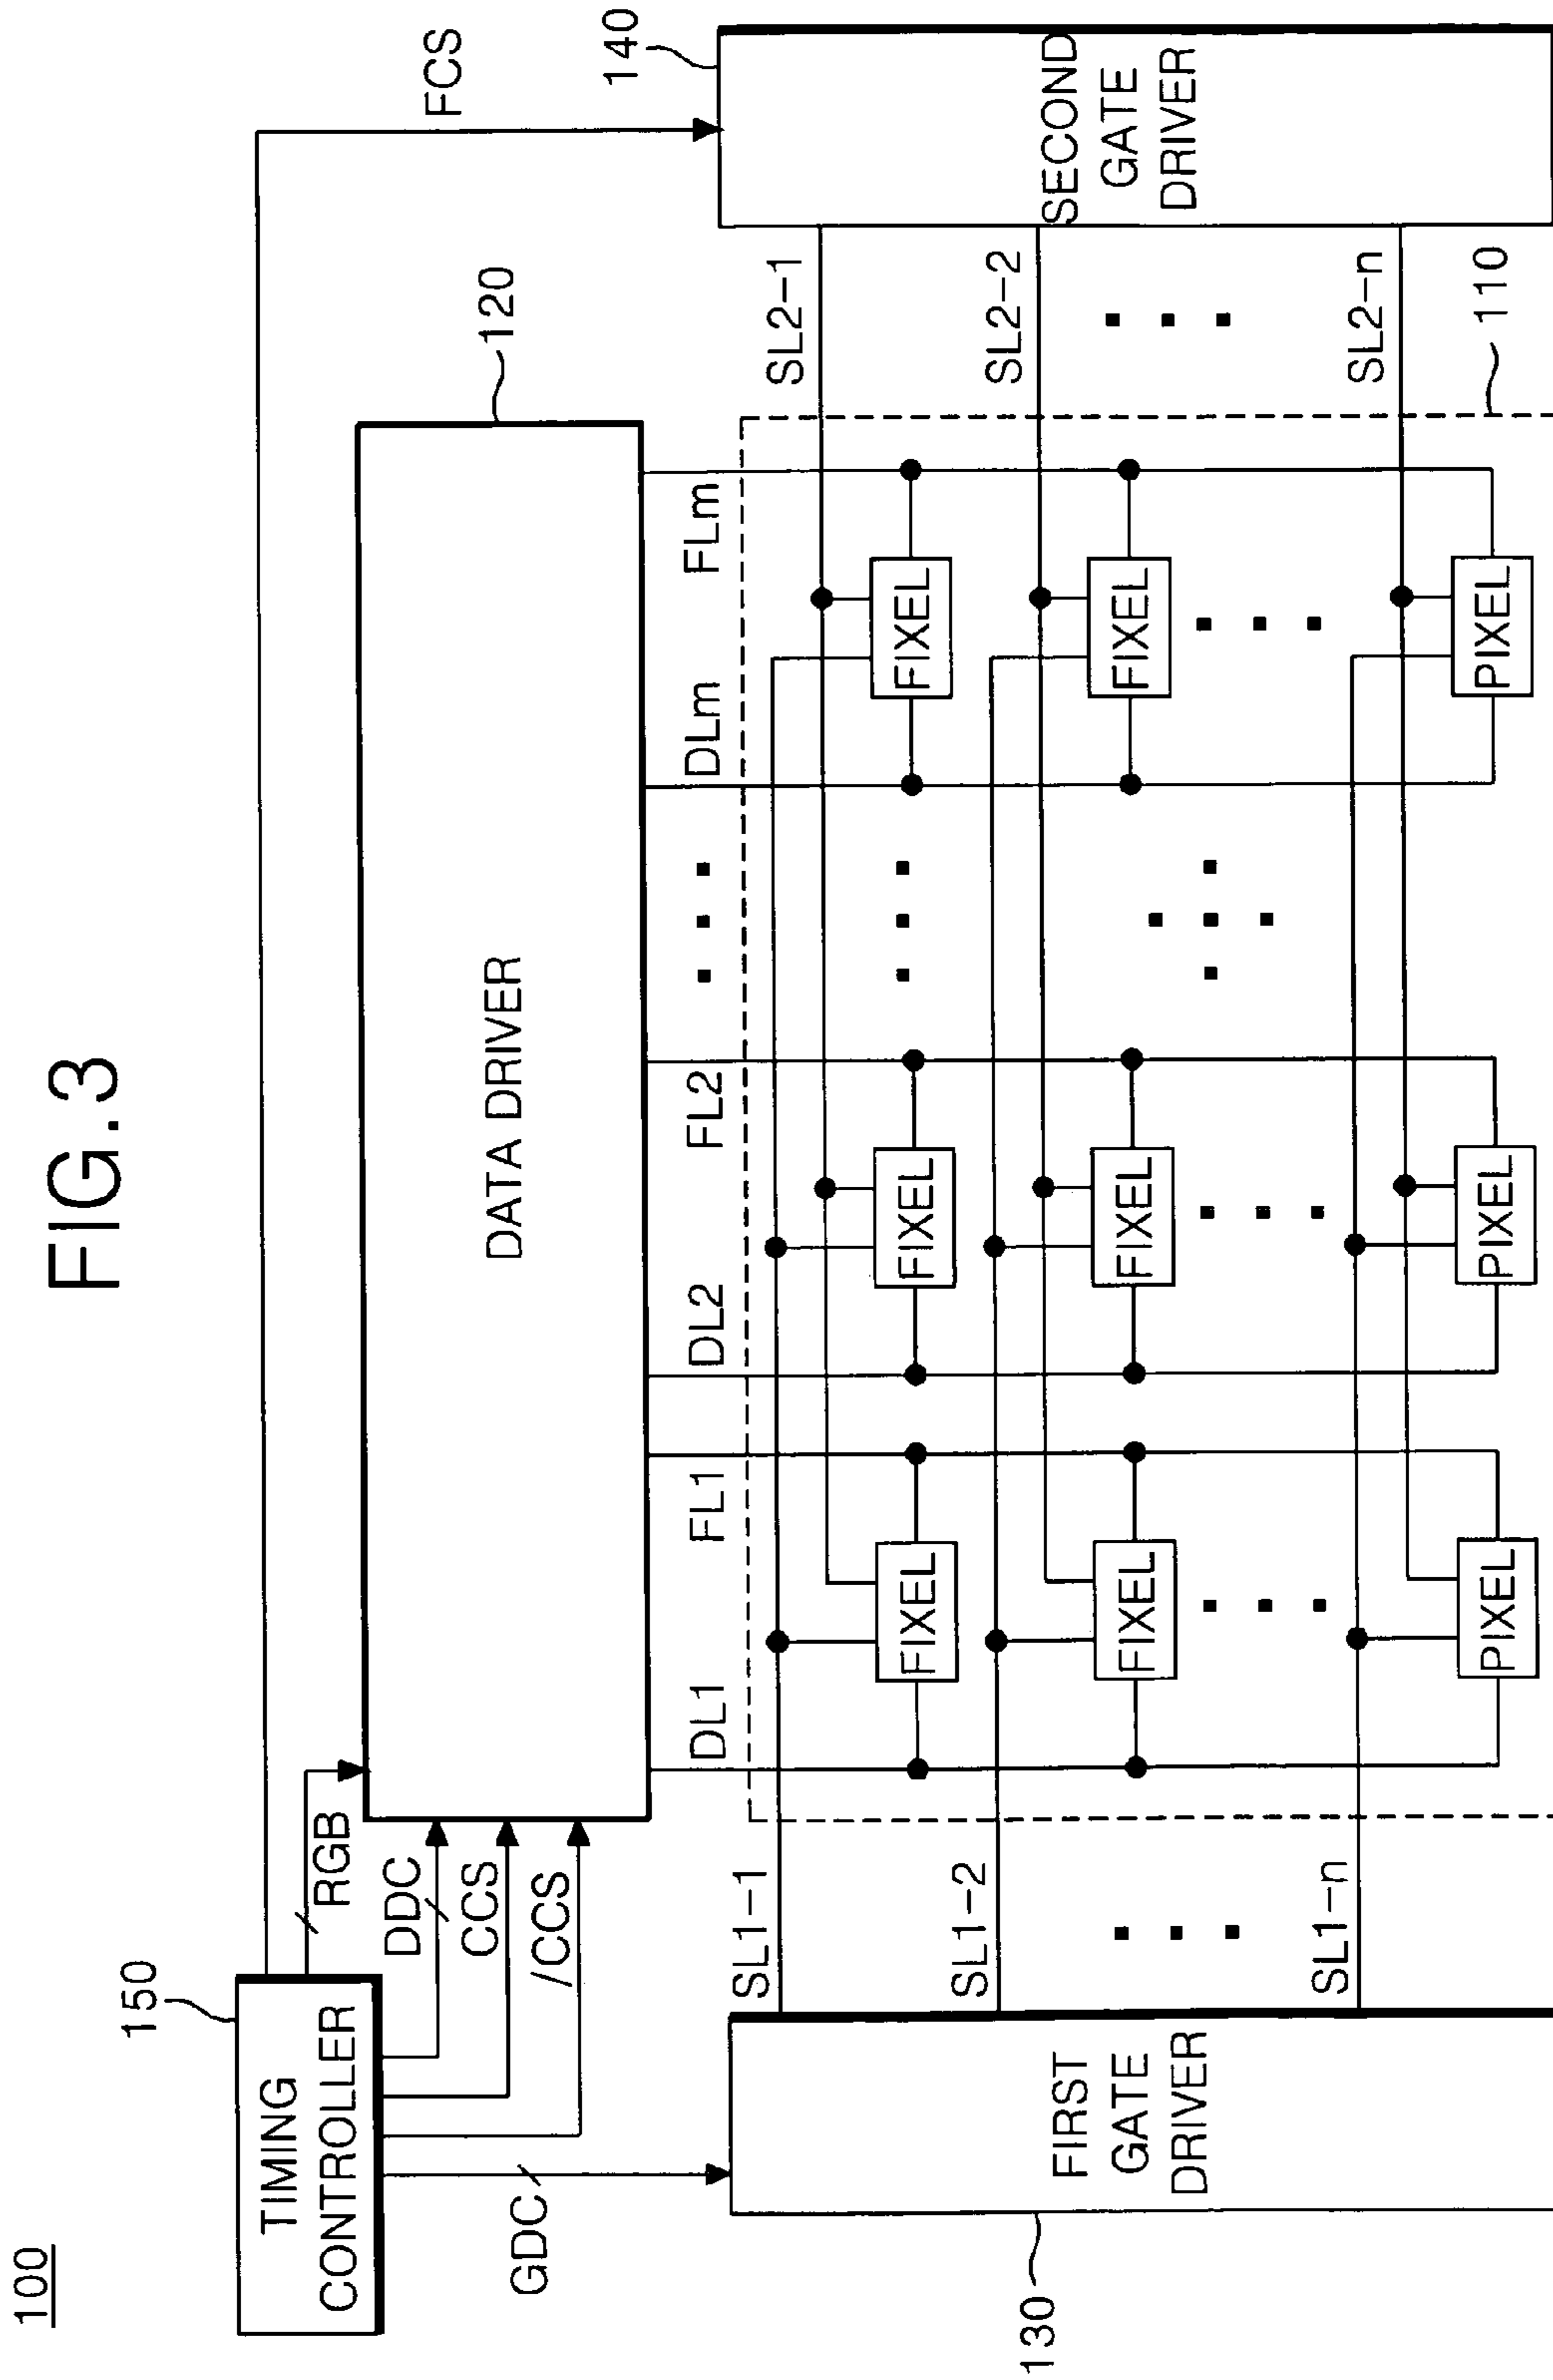 FIG.3
100
150
TIMING
CONTROLLER
RGB
DDC
CCS
/CCS
GDC
FCS
DATA DRIVER
120
140
SECOND
GATE
DRIVER
130
FIRST
GATE
DRIVER
DL1
FL1
DL2
FL2
DLm
FLm
SL1-1
SL2-1
FIXEL
FIXEL
FIXEL
SL1-2
SL2-2
FIXEL
FIXEL
FIXEL
SL1-n
SL2-n
PIXEL
PIXEL
PIXEL
110